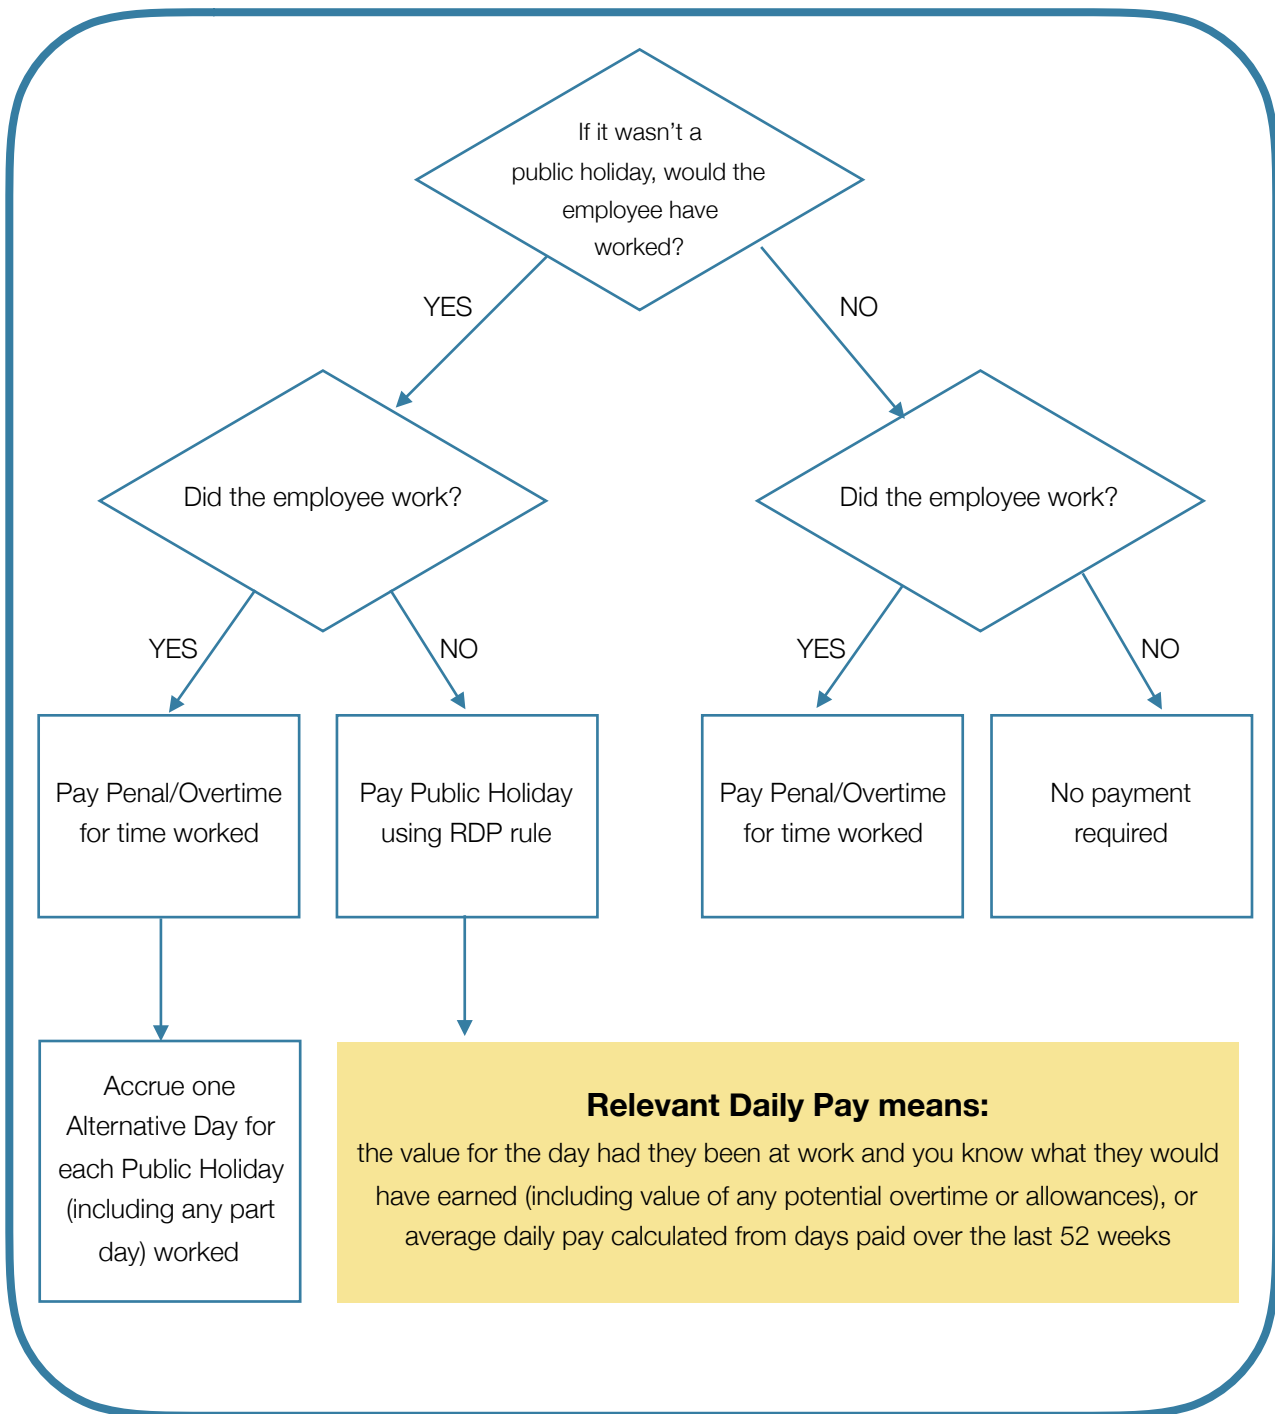 If it wasn't a
public holiday, would the
employee have
worked?
YES
NO
Did the employee work?
Did the employee work?
YES
NO
YES
NO
Pay Penal/Overtime
for time worked
Pay Public Holiday
using RDP rule
Pay Penal/Overtime
for time worked
No payment
required
Accrue one
Alternative Day for
each Public Holiday
(including any part
day) worked
Relevant Daily Pay means:
the value for the day had they been at work and you know what they would
have earned (including value of any potential overtime or allowances), or
average daily pay calculated from days paid over the last 52 weeks